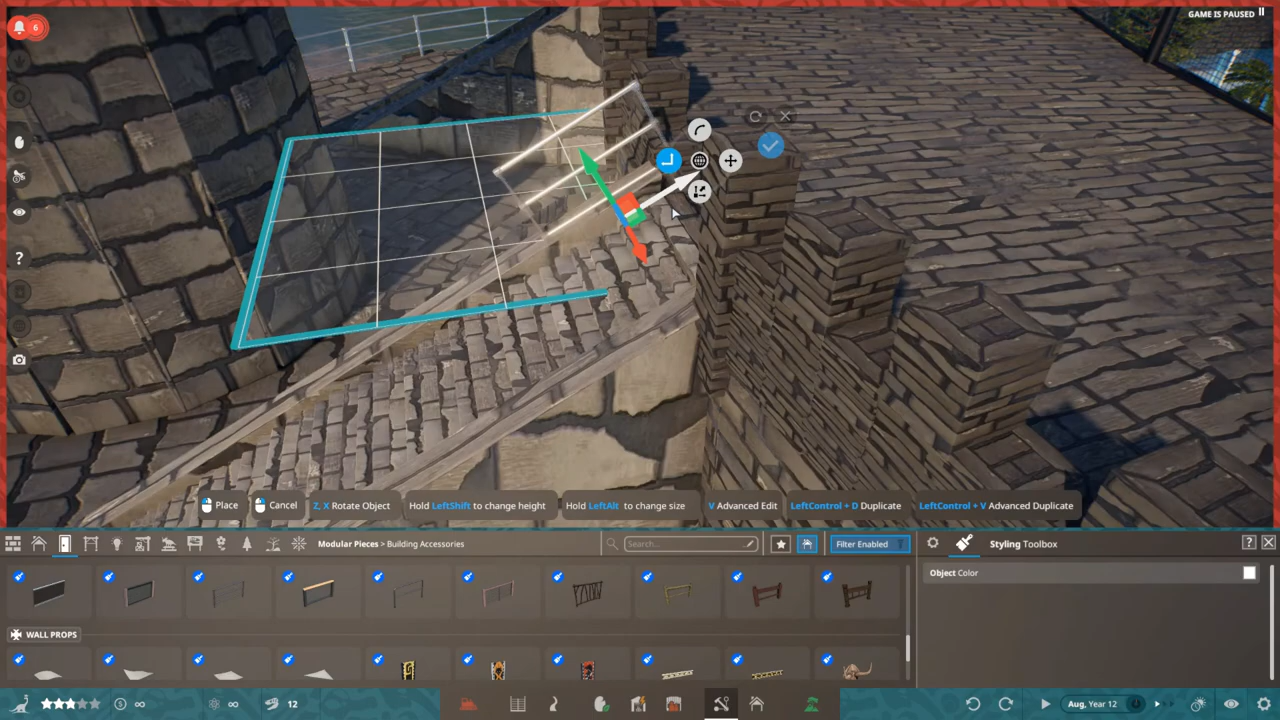 6
GAME IS PAUSED
Place
Cancel
Z, X Rotate Object
Hold LeftShift to change height
Hold LeftAlt to change size
V Advanced Edit
LeftControl + D Duplicate
LeftControl + V Advanced Duplicate
Modular Pieces > Building Accessories
Search...
Filter Enabled
Styling Toolbox
?
Object Color
WALL PROPS
∞
∞
12
Aug, Year 12
?